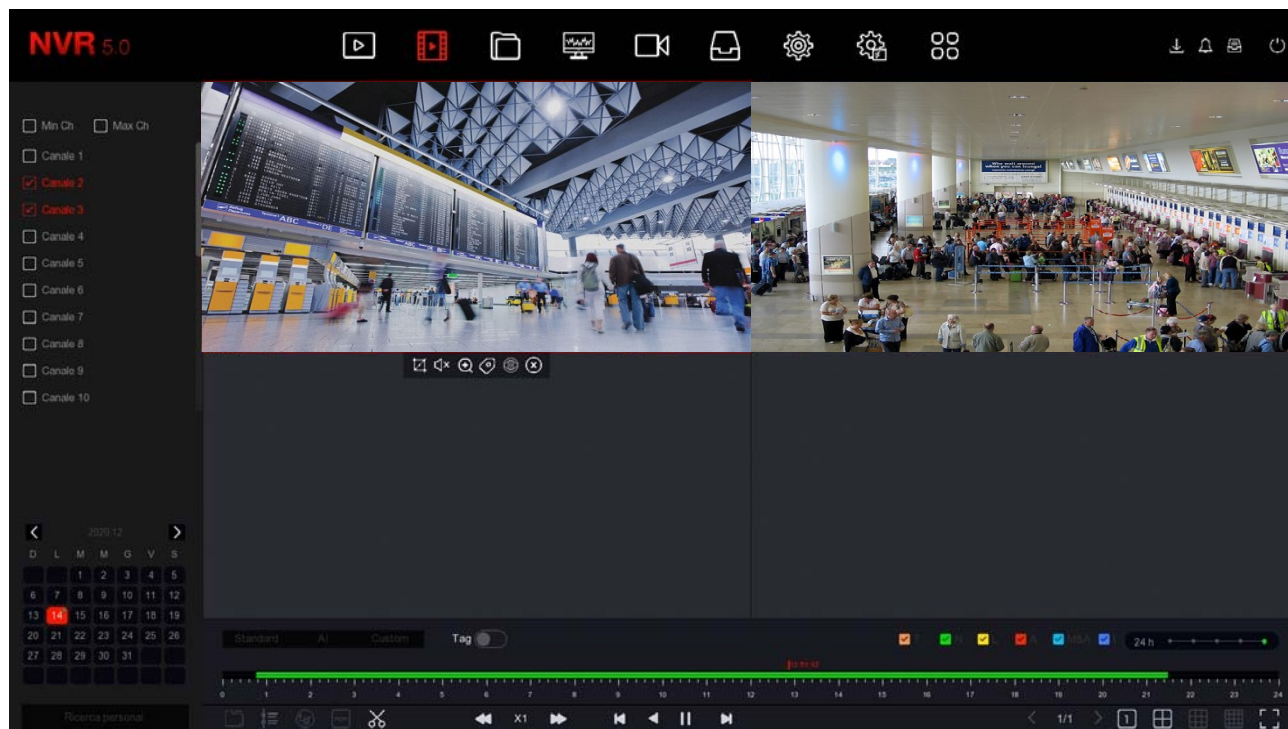 NVR 5.0
Min Ch Max Ch
Canale 1
Canale 2
Canale 3
Canale 4
Canale 5
Canale 6
Canale 7
Canale 8
Canale 9
Canale 10
ABC
DE
2020.12
D L M M G V S
1 2 3 4 5
6 7 8 9 10 11 12
13 14 15 16 17 18 19
20 21 22 23 24 25 26
27 28 29 30 31
Ricerca personal
Standard AI Custom Tag
N A M&A 24 h
0 1 2 3 4 5 6 7 8 9 10 11 12 13 14 15 16 17 18 19 20 21 22 23 24
X1
1/1 1